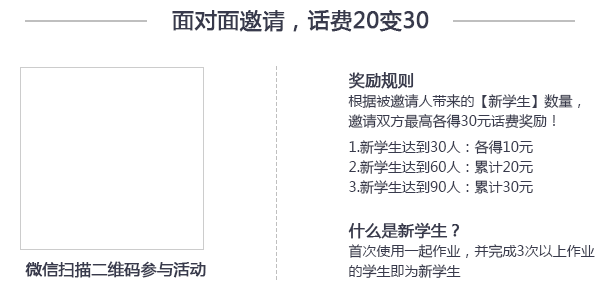 面对面邀请，话费20变30
奖励规则
根据被邀请人带来的【新学生】数量，
邀请双方最高各得30元话费奖励！
1.新学生达到30人：各得10元
2.新学生达到60人：累计20元
3.新学生达到90人：累计30元
什么是新学生？
首次使用一起作业，并完成3次以上作业
的学生即为新学生
微信扫描二维码参与活动